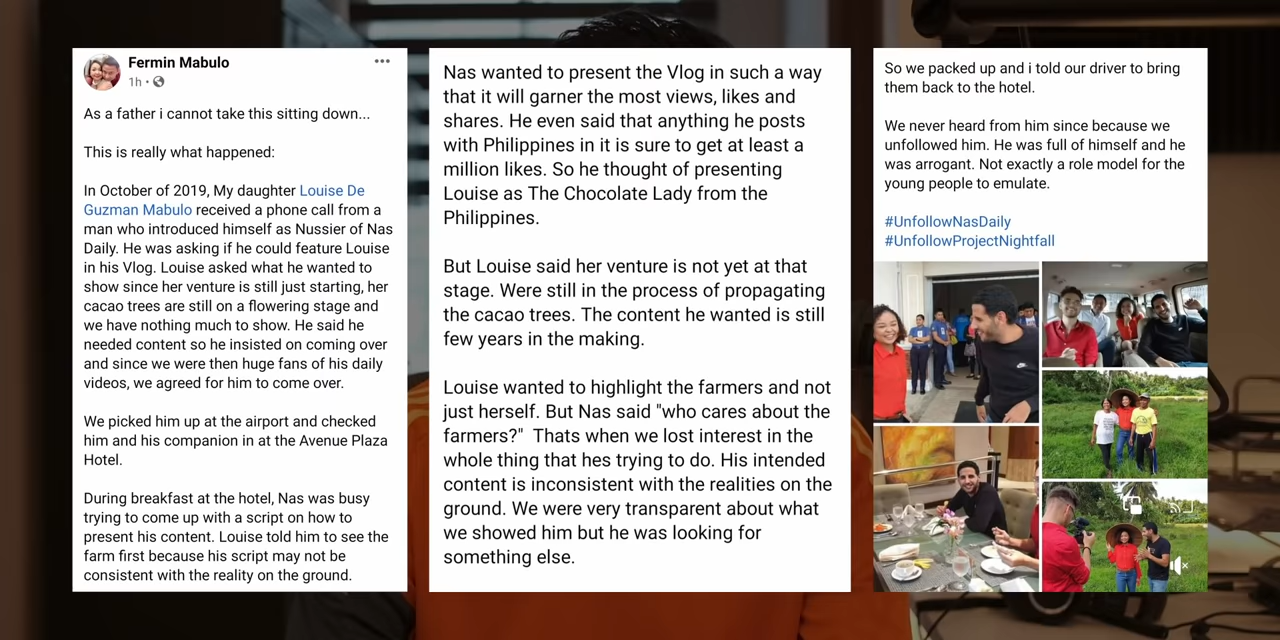 Fermin Mabulo
1h •
As a father i cannot take this sitting down...
This is really what happened:
In October of 2019, My daughter Louise De
Guzman Mabulo received a phone call from a
man who introduced himself as Nussier of Nas
Daily. He was asking if he could feature Louise
in his Vlog. Louise asked what he wanted to
show since her venture is still just starting, her
cacao trees are still on a flowering stage and
we have nothing much to show. He said he
needed content so he insisted on coming over
and since we were then huge fans of his daily
videos, we agreed for him to come over.
We picked him up at the airport and checked
him and his companion in at the Avenue Plaza
Hotel.
During breakfast at the hotel, Nas was busy
trying to come up with a script on how to
present his content. Louise told him to see the
farm first because his script may not be
consistent with the reality on the ground.
Nas wanted to present the Vlog in such a way
that it will garner the most views, likes and
shares. He even said that anything he posts
with Philippines in it is sure to get at least a
million likes. So he thought of presenting
Louise as The Chocolate Lady from the
Philippines.
But Louise said her venture is not yet at that
stage. Were still in the process of propagating
the cacao trees. The content he wanted is still
few years in the making.
Louise wanted to highlight the farmers and not
just herself. But Nas said "who cares about the
farmers?"  Thats when we lost interest in the
whole thing that hes trying to do. His intended
content is inconsistent with the realities on the
ground. We were very transparent about what
we showed him but he was looking for
something else.
So we packed up and i told our driver to bring
them back to the hotel.
We never heard from him since because we
unfollowed him. He was full of himself and he
was arrogant. Not exactly a role model for the
young people to emulate.
#UnfollowNasDaily
#UnfollowProjectNightfall